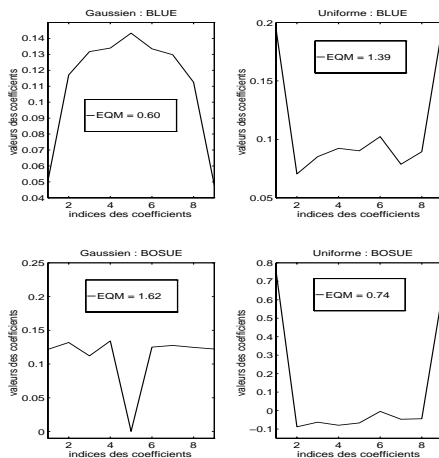 Gaussien : BLUE
0.14
0.13
0.12
0.11
0.1
0.09
0.08
0.07
0.06
0.05
0.04
valeurs des coefficients
EQM = 0.60
2 4 6 8
indices des coefficients
Uniforme : BLUE
0.2
0.15
0.1
0.05
valeurs des coefficients
EQM = 1.39
2 4 6 8
indices des coefficients
Gaussien : BOSUE
0.25
0.2
0.15
0.1
0.05
0
valeurs des coefficients
EQM = 1.62
2 4 6 8
indices des coefficients
Uniforme : BOSUE
0.8
0.7
0.6
0.5
0.4
0.3
0.2
0.1
0
−0.1
valeurs des coefficients
EQM = 0.74
2 4 6 8
indices des coefficients